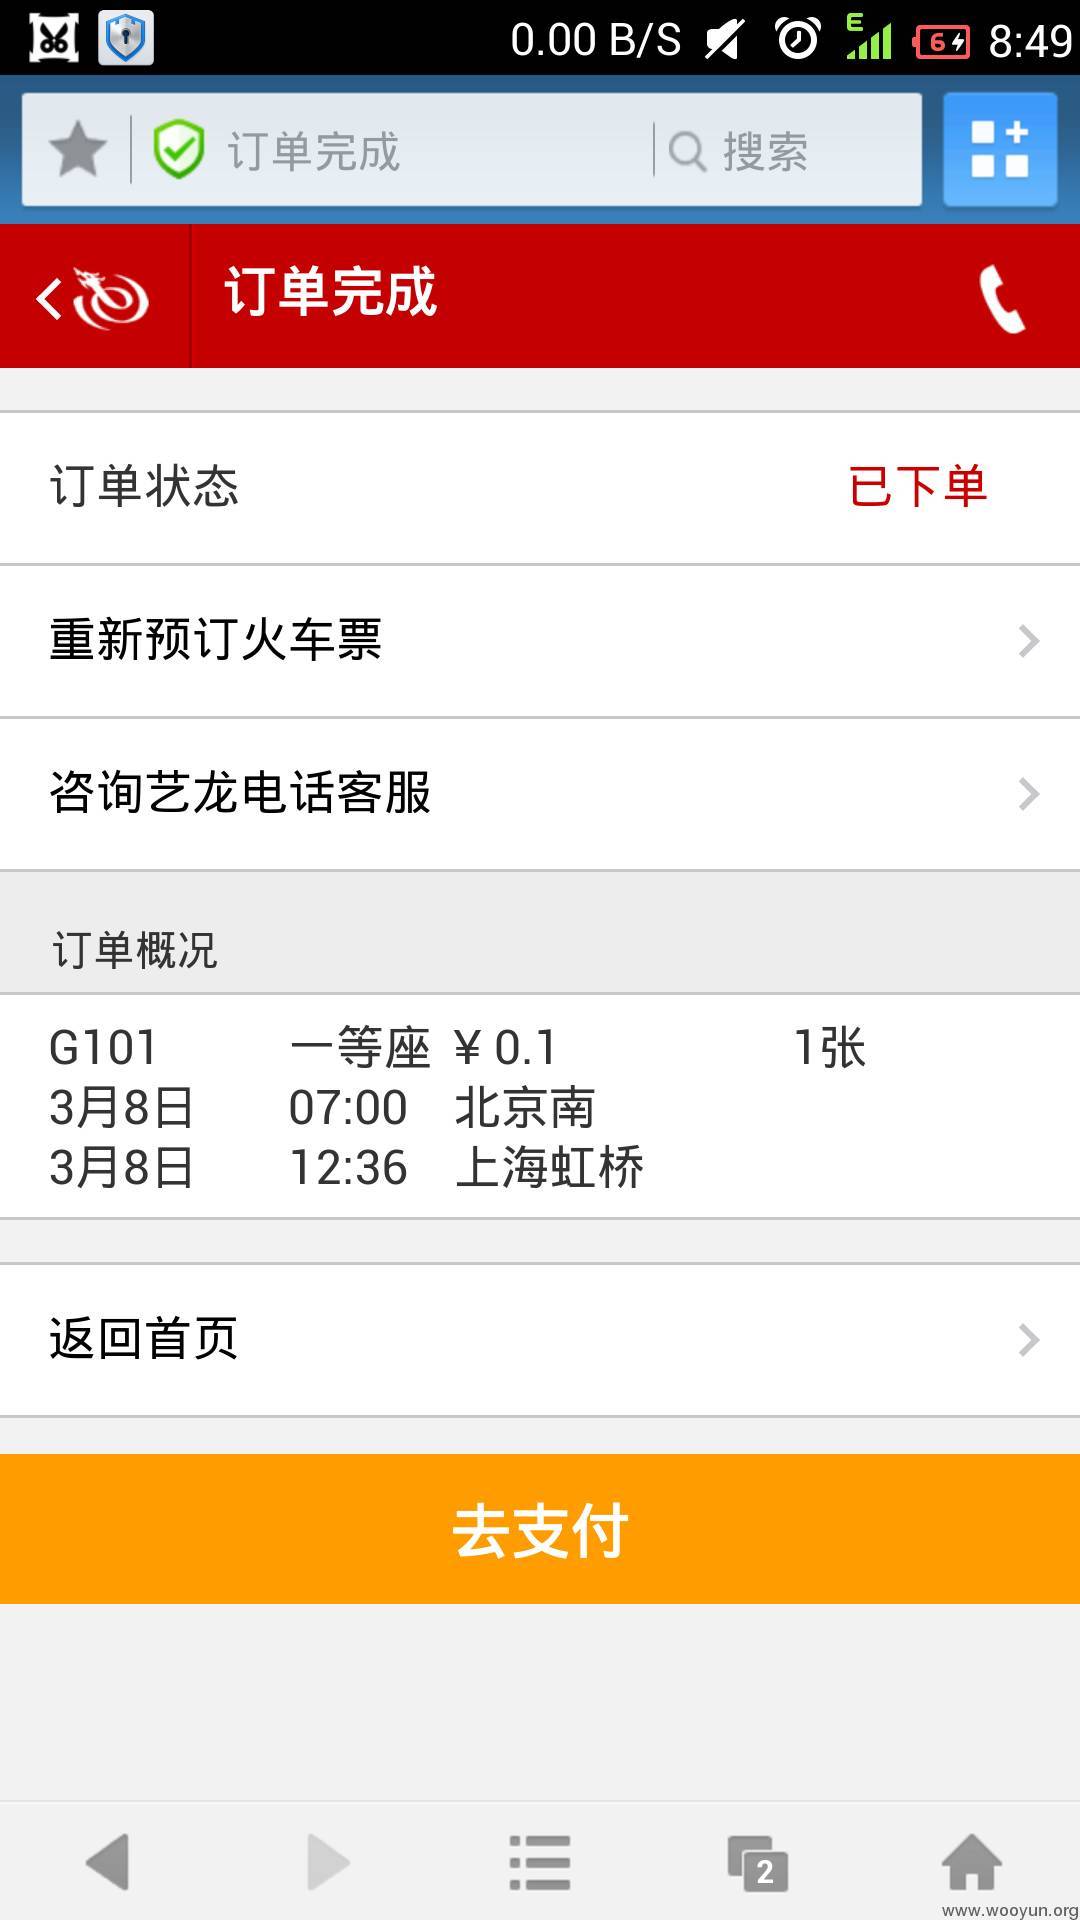 0.00 B/S E 6 8:49
订单完成 搜索
订单完成
订单状态 已下单
重新预订火车票
咨询艺龙电话客服
订单概况
G101 一等座 ¥ 0.1 1张
3月8日 07:00 北京南
3月8日 12:36 上海虹桥
返回首页
去支付
2
www.wooyun.org